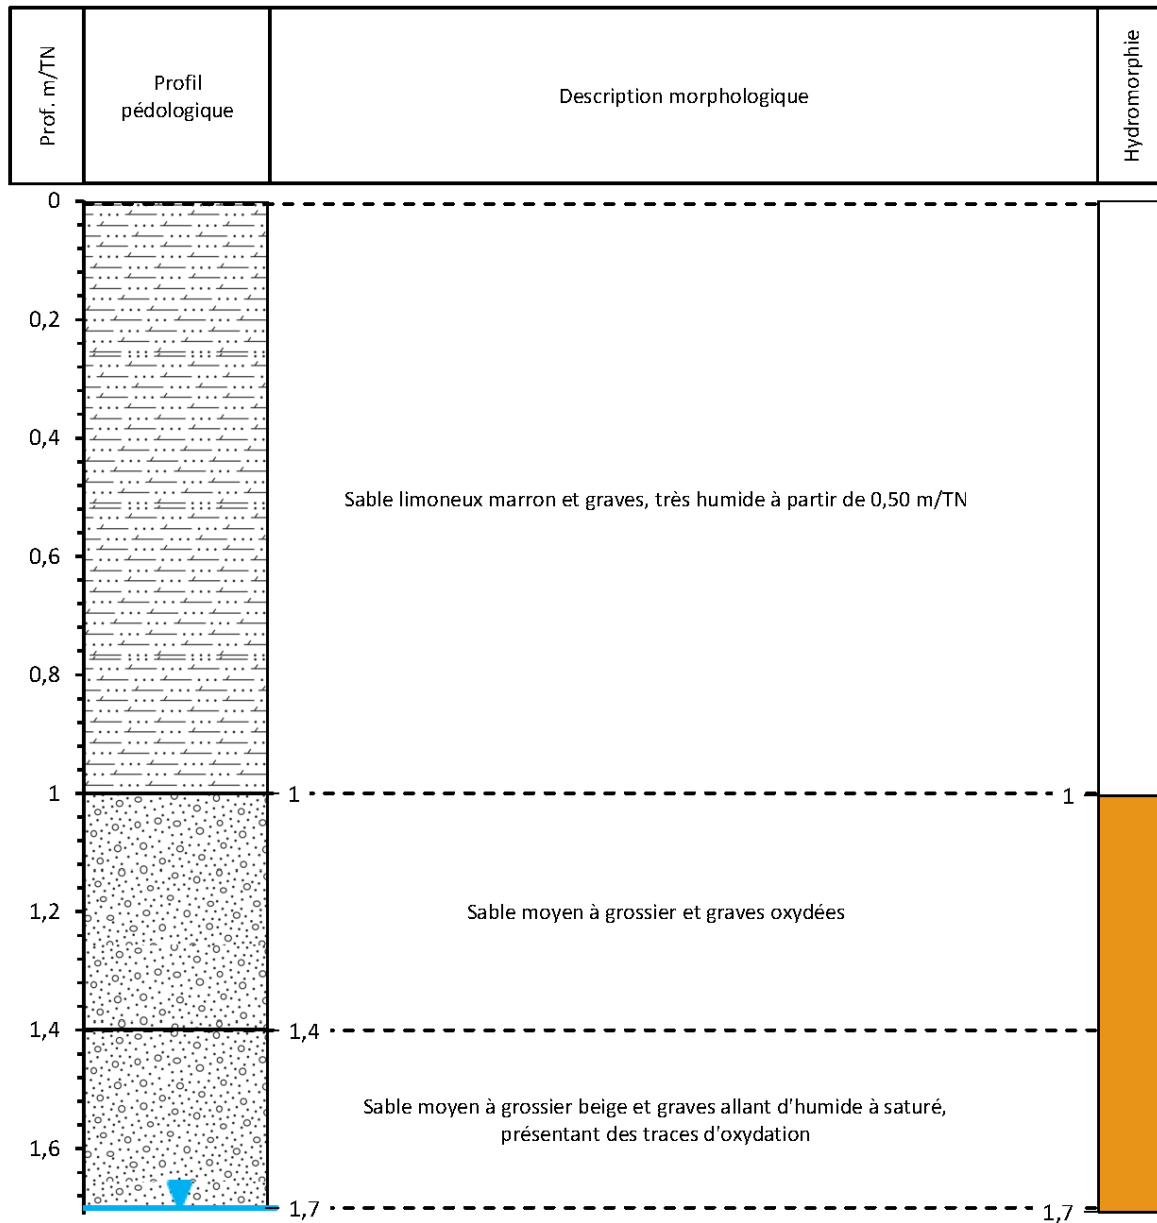 Prof. m/TN
Profil
pédologique
Description morphologique
Hydromorphie
0
0,2
0,4
Sable limoneux marron et graves, très humide à partir de 0,50 m/TN
0,6
0,8
1
1
1
1,2
Sable moyen à grossier et graves oxydées
1,4
1,4
Sable moyen à grossier beige et graves allant d'humide à saturé,
présentant des traces d'oxydation
1,6
1,7
1,7